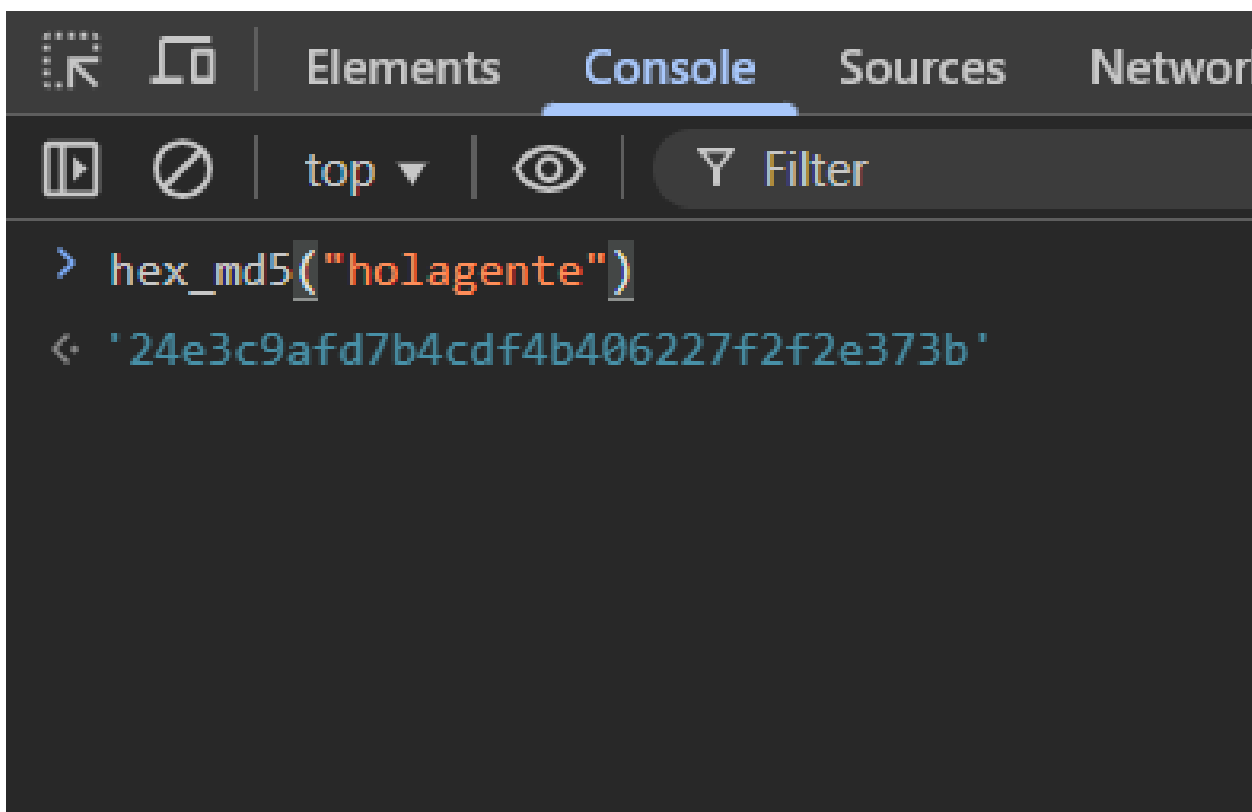 Elements Console Sources Networ
top Filter
> hex_md5("holagente")
'24e3c9afd7b4cdf4b406227f2f2e373b'